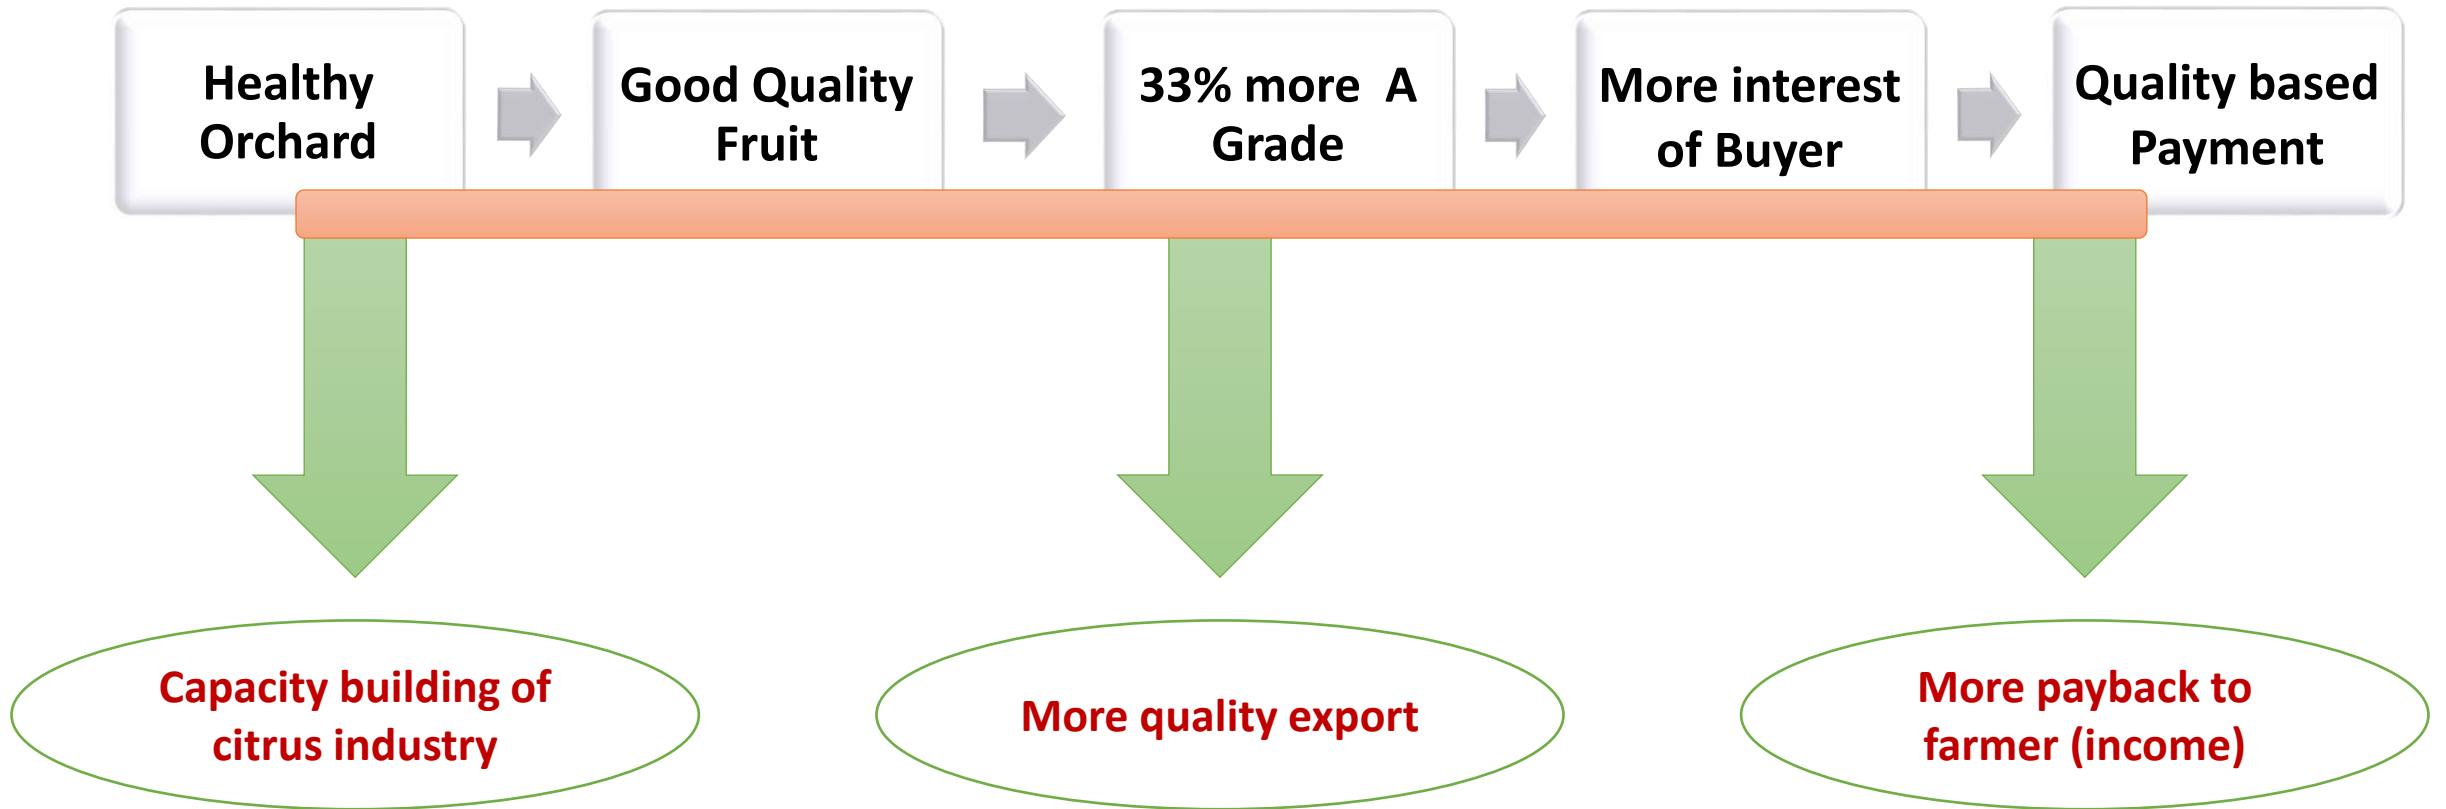 Healthy
Orchard
Good Quality
Fruit
33% more  A
Grade
More interest
of Buyer
Quality based
Payment
Capacity building of
citrus industry
More quality export
More payback to
farmer (income)